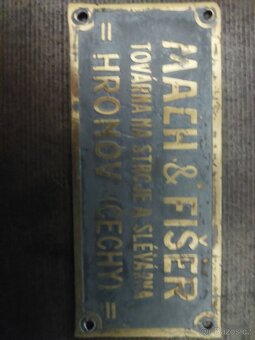 MACH & FIŠER
TOVÁRNA NA STROJE A SLÉVÁRNA
= HRONOV (ČECHY) =